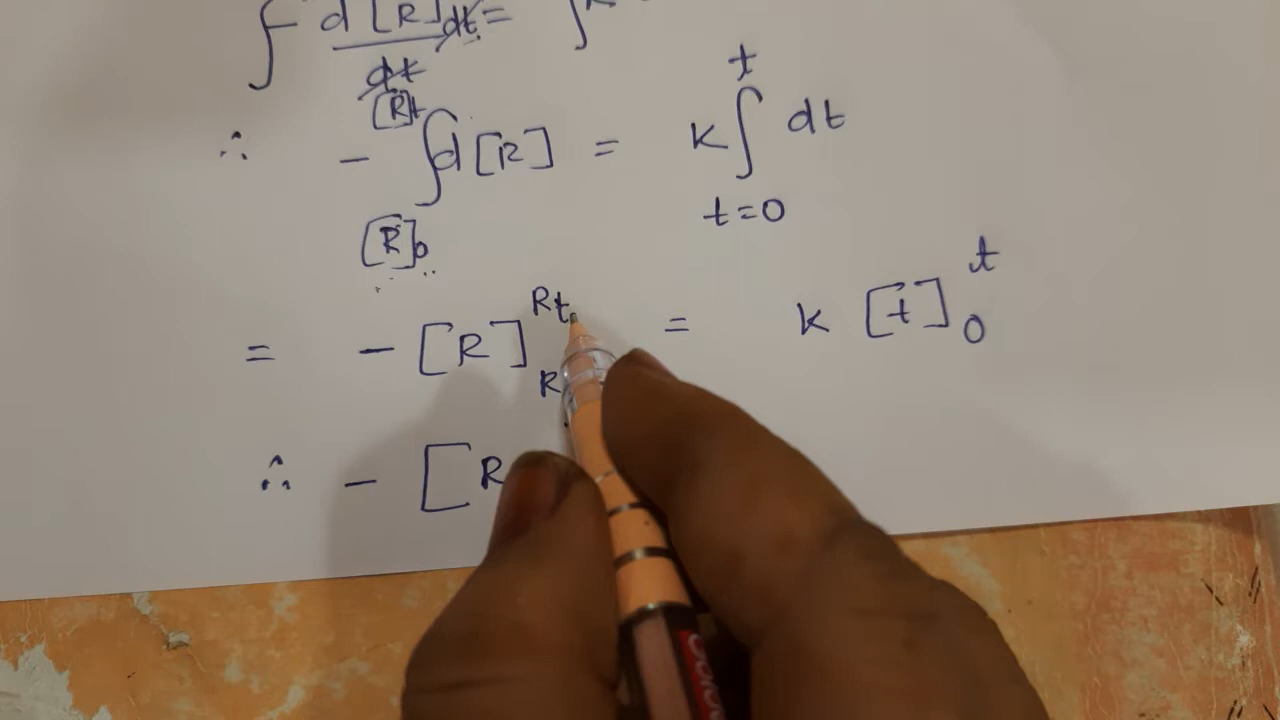 ∫ d[R] dt = ∫
dt
∴ - ∫_{[R]0}^{[R]t} d[R] = k ∫_{t=0}^{t} dt
= - [R]_{R}^{Rt} = k [t]_{0}^{t}
∴ - [R